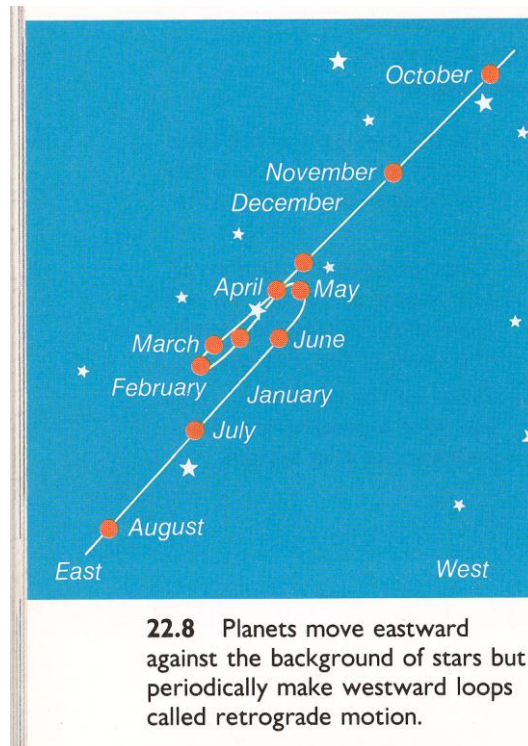 October
November
December
April
May
March
June
February
January
July
August
East
West
22.8 Planets move eastward
against the background of stars but
periodically make westward loops
called retrograde motion.